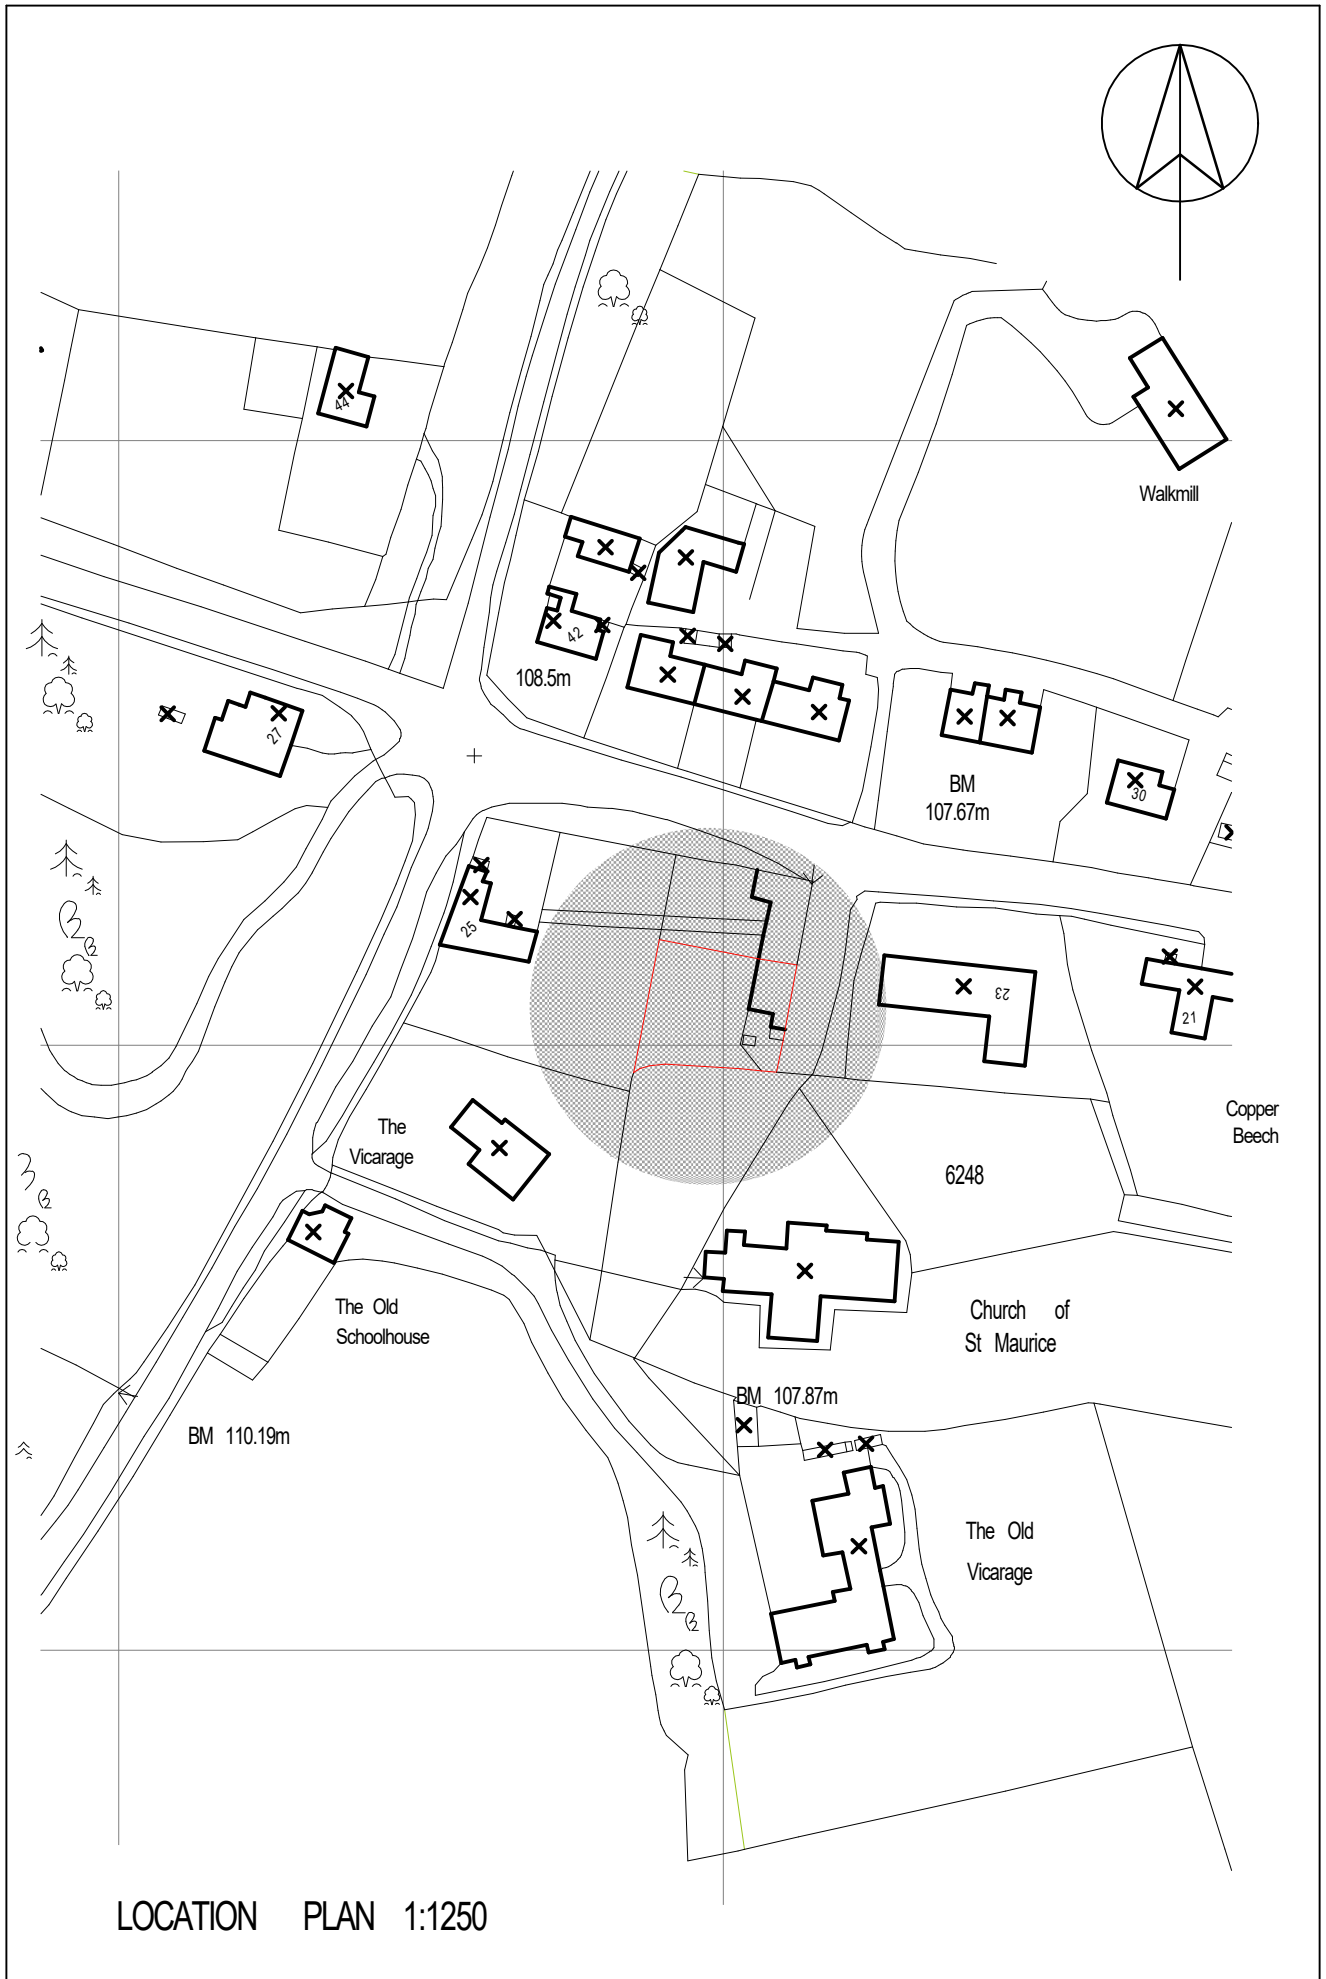 44
Walkmill
42
108.5m
27
BM
107.67m
30
25
23
21
Copper
Beech
The
Vicarage
6248
The Old
Schoolhouse
Church of
St Maurice
BM 107.87m
BM 110.19m
The Old
Vicarage
LOCATION PLAN 1:1250